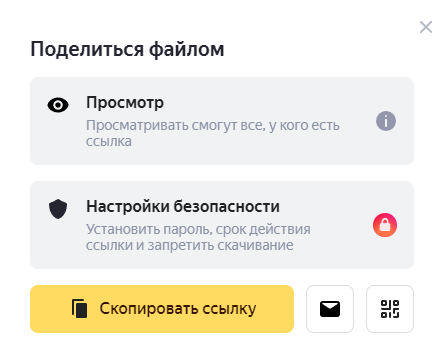 Поделиться файлом
Просмотр
Просматривать смогут все, у кого есть
ссылка
Настройки безопасности
Установить пароль, срок действия
ссылки и запретить скачивание
Скопировать ссылку